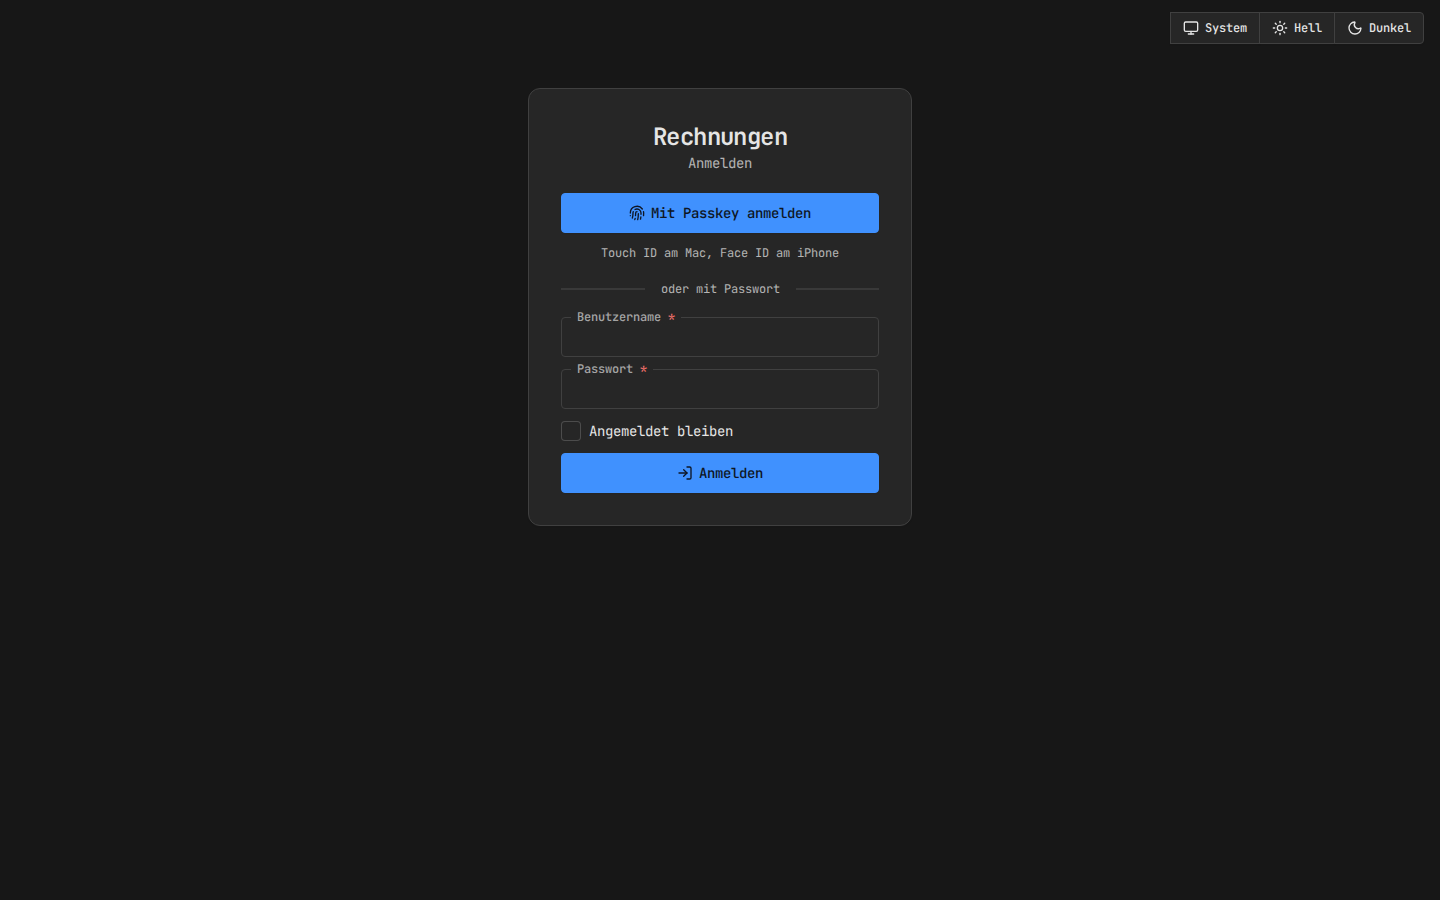 System Hell Dunkel
Rechnungen
Anmelden
Mit Passkey anmelden
Touch ID am Mac, Face ID am iPhone
oder mit Passwort
Benutzername *
Passwort *
Angemeldet bleiben
Anmelden